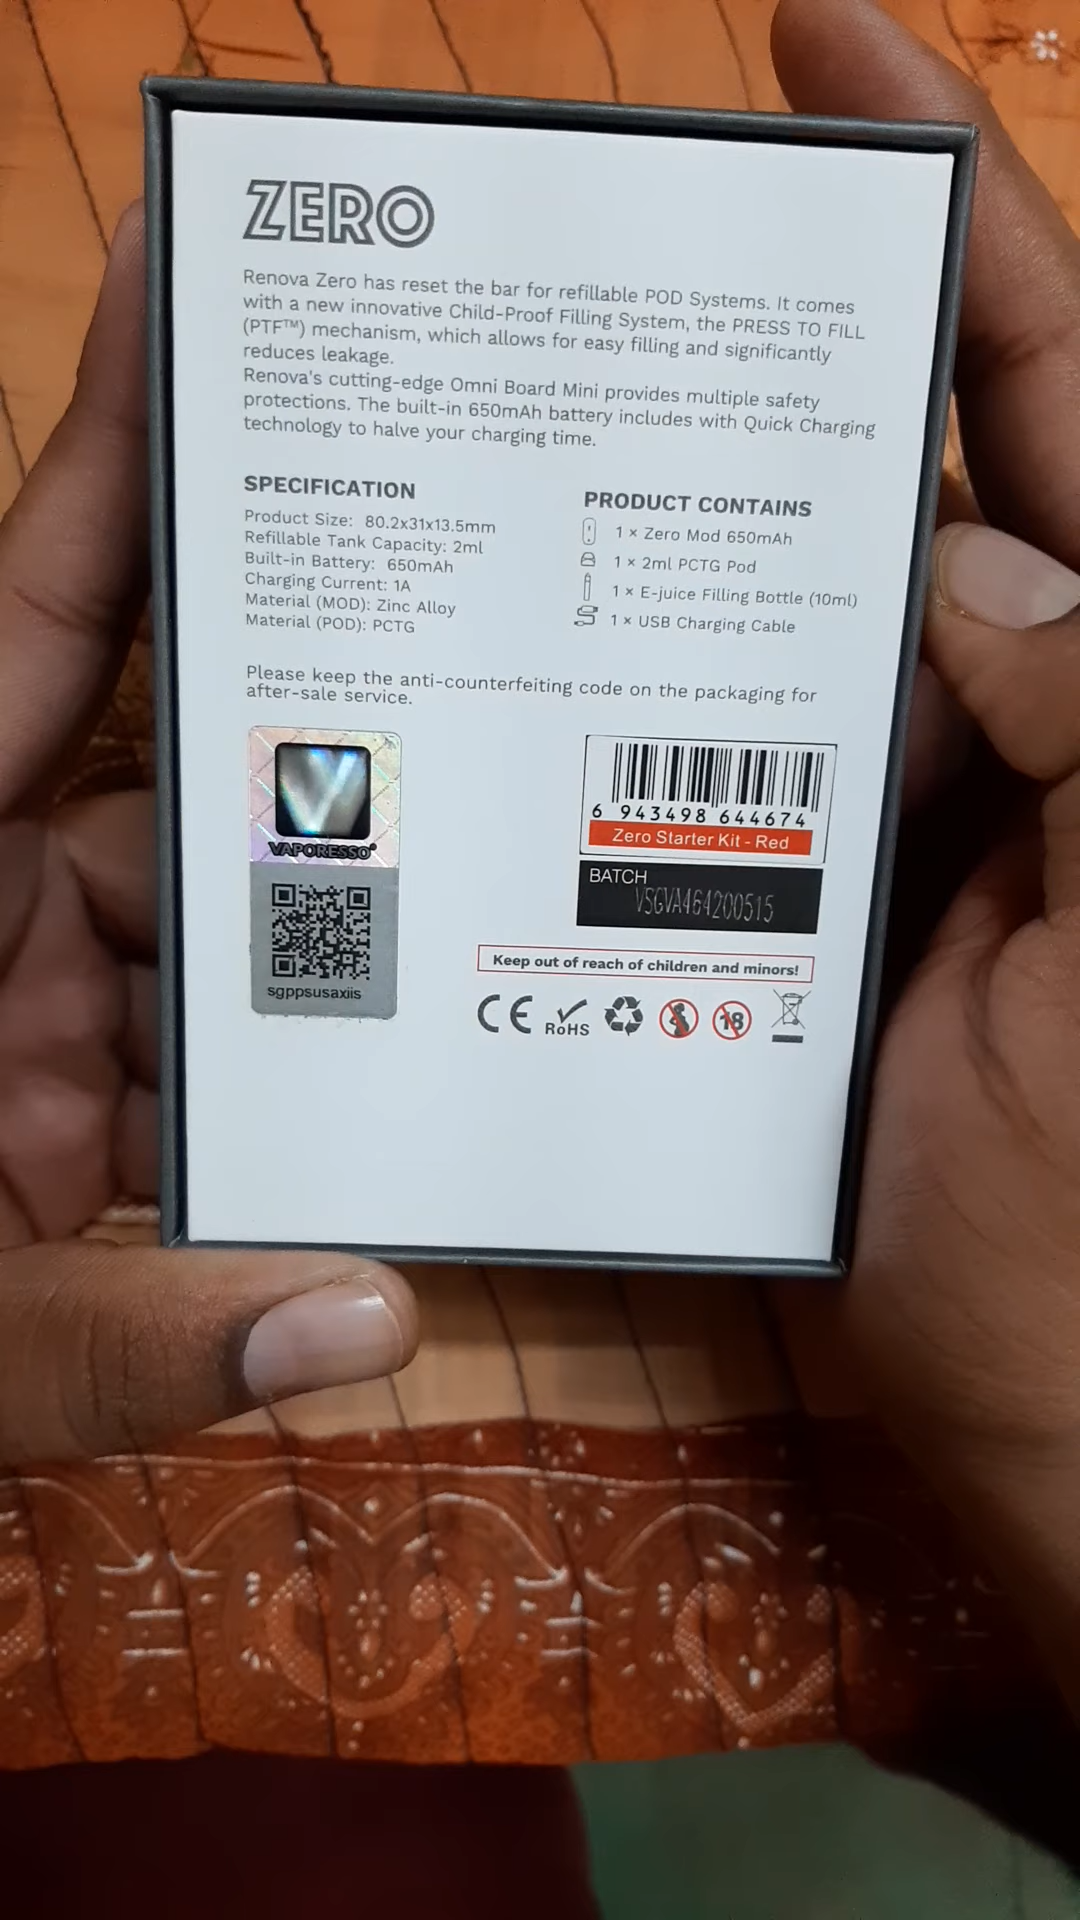 ZERO
Renova Zero has reset the bar for refillable POD Systems. It comes
with a new innovative Child-Proof Filling System, the PRESS TO FILL
(PTF™) mechanism, which allows for easy filling and significantly
reduces leakage.
Renova's cutting-edge Omni Board Mini provides multiple safety
protections. The built-in 650mAh battery includes with Quick Charging
technology to halve your charging time.
SPECIFICATION
Product Size: 80.2x31x13.5mm
Refillable Tank Capacity: 2ml
Built-in Battery: 650mAh
Charging Current: 1A
Material (MOD): Zinc Alloy
Material (POD): PCTG
PRODUCT CONTAINS
1 × Zero Mod 650mAh
1 × 2ml PCTG Pod
1 × E-juice Filling Bottle (10ml)
1 × USB Charging Cable
Please keep the anti-counterfeiting code on the packaging for
after-sale service.
V
VAPORESSO®
sgppsusaxiis
6 943498 644674
Zero Starter Kit - Red
BATCH
VSGVA464200515
Keep out of reach of children and minors!
CE
RoHS
18